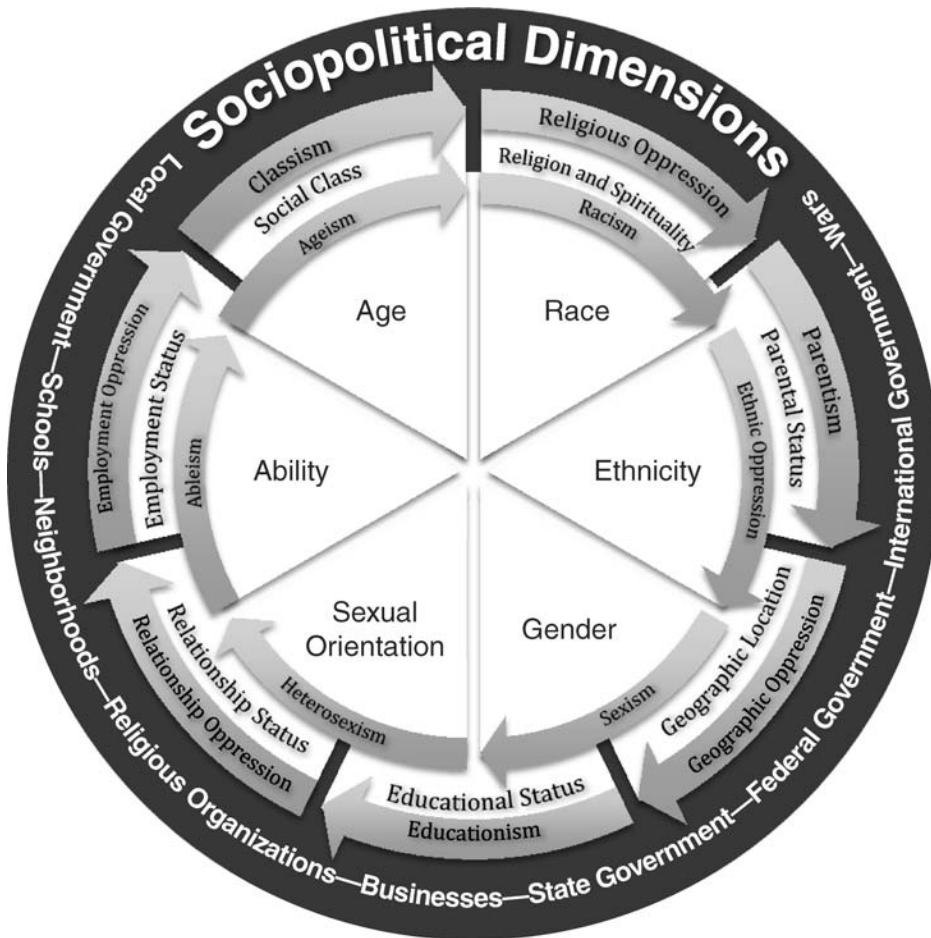 Sociopolitical Dimensions
Local Government—Schools—Neighborhoods—Religious Organizations—Businesses—State Government—Federal Government—International Government—Wars
Classism
Social Class
Ageism
Age
Religious Oppression
Religion and Spirituality
Racism
Race
Parentism
Parental Status
Ethnic Oppression
Ethnicity
Geographic Location
Geographic Oppression
Sexism
Gender
Educational Status
Educationism
Heterosexism
Sexual
Orientation
Relationship Status
Relationship Oppression
Employment Oppression
Employment Status
Ableism
Ability